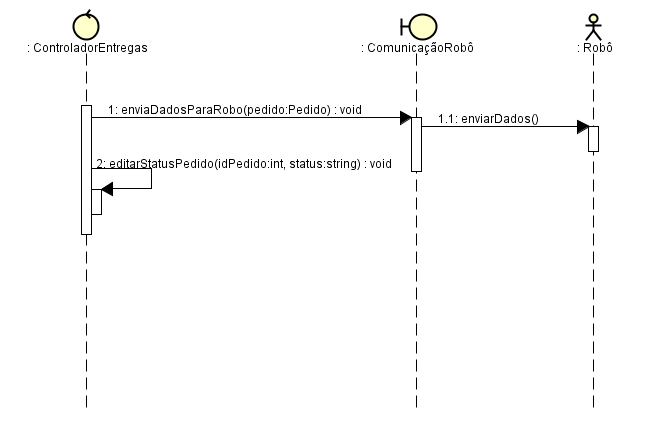 : ControladorEntregas
: ComunicaçãoRobô
: Robô
1: enviaDadosParaRobo(pedido:Pedido) : void
1.1: enviarDados()
2: editarStatusPedido(idPedido:int, status:string) : void